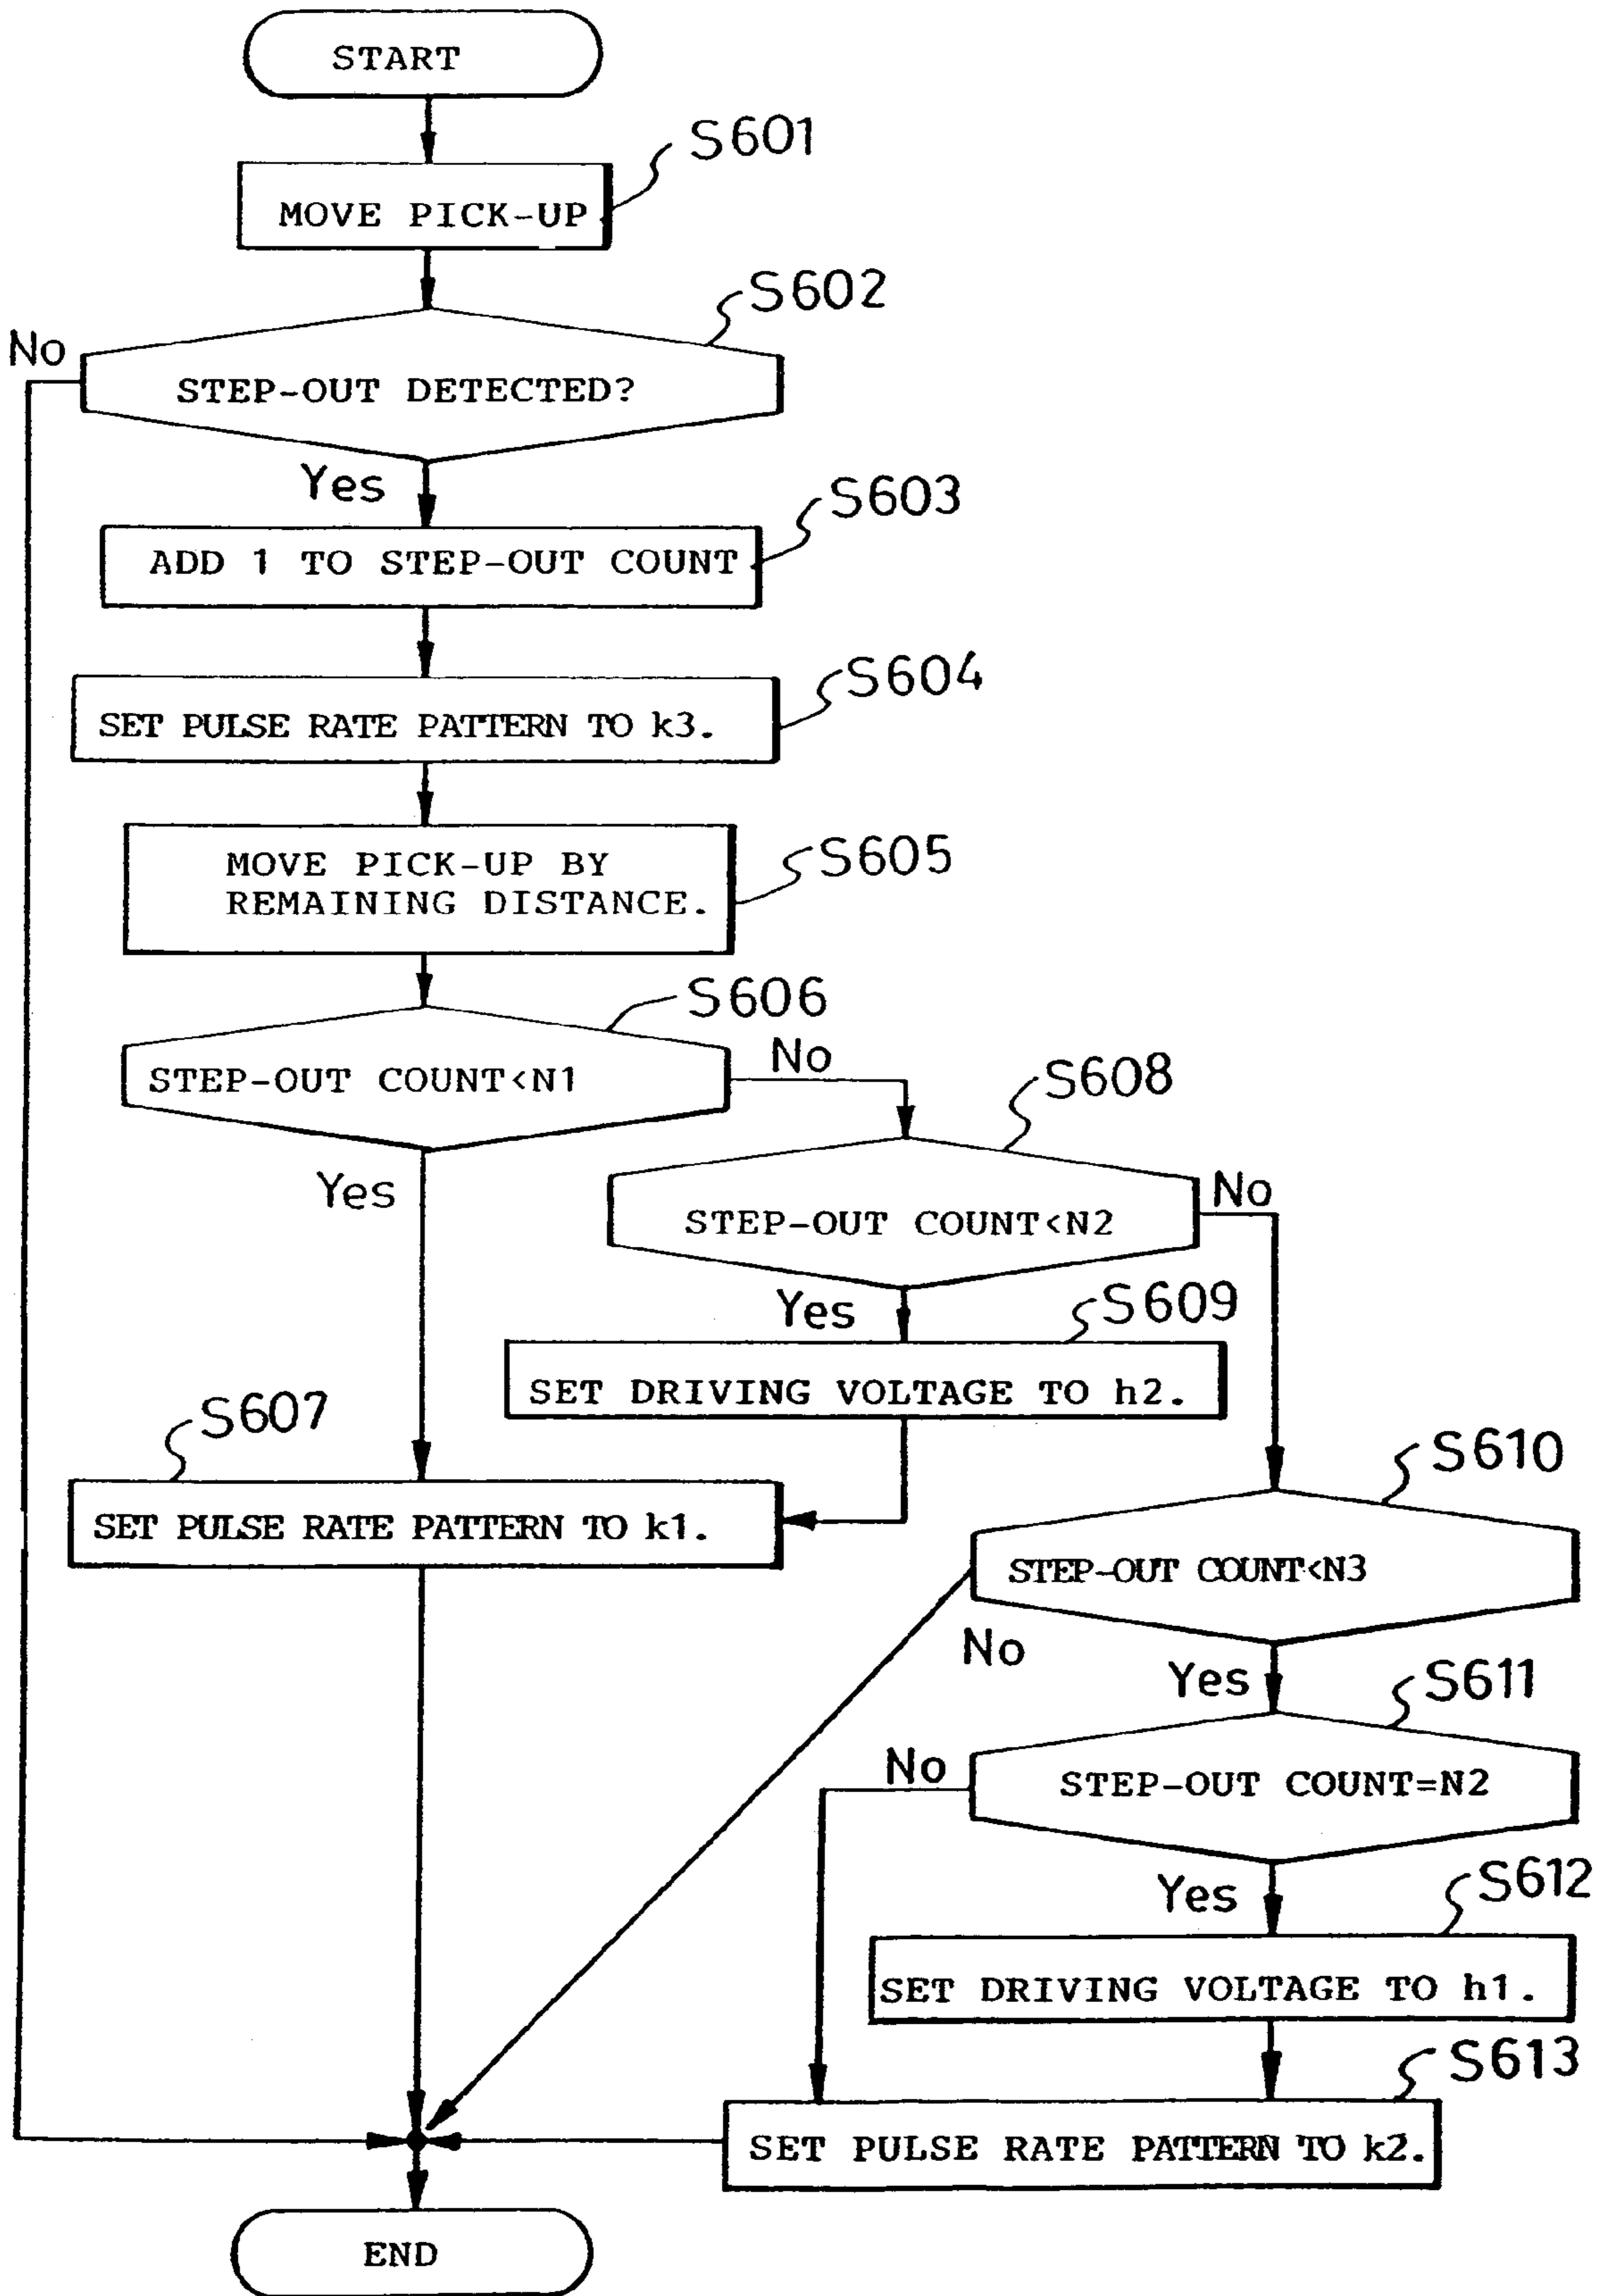 START
S601
MOVE PICK-UP
S602
No
STEP-OUT DETECTED?
Yes
S603
ADD 1 TO STEP-OUT COUNT
S604
SET PULSE RATE PATTERN TO k3.
S605
MOVE PICK-UP BY
REMAINING DISTANCE.
S606
STEP-OUT COUNT<N1
No
S608
Yes
STEP-OUT COUNT<N2
No
Yes
S609
SET DRIVING VOLTAGE TO h2.
S607
SET PULSE RATE PATTERN TO k1.
S610
STEP-OUT COUNT<N3
No
Yes
S611
No
STEP-OUT COUNT=N2
Yes
S612
SET DRIVING VOLTAGE TO h1.
S613
SET PULSE RATE PATTERN TO k2.
END